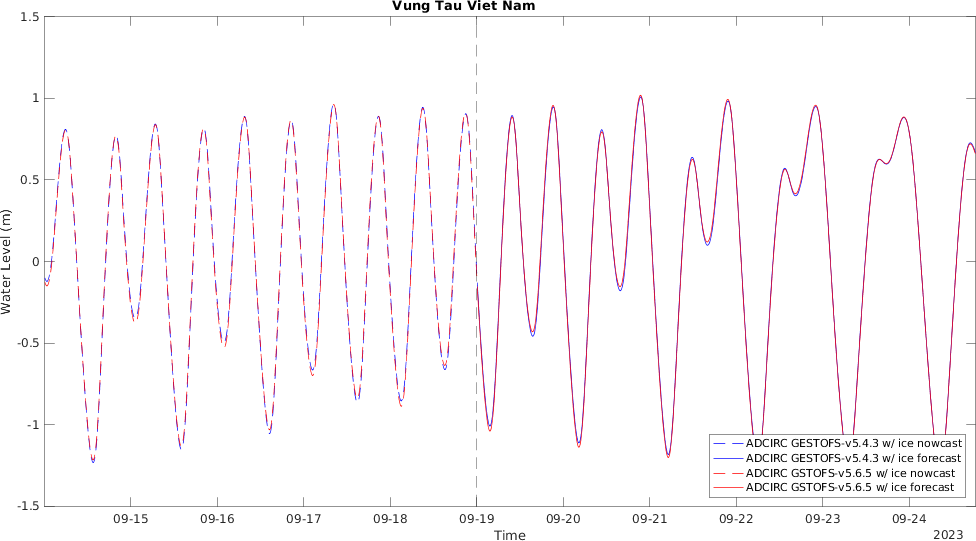 Vung Tau Viet Nam
1.5
1
0.5
0
-0.5
-1
-1.5
Water Level (m)
09-15 09-16 09-17 09-18 09-19 09-20 09-21 09-22 09-23 09-24
Time
2023
ADCIRC GESTOFS-v5.4.3 w/ ice nowcast
ADCIRC GESTOFS-v5.4.3 w/ ice forecast
ADCIRC GSTOFS-v5.6.5 w/ ice nowcast
ADCIRC GSTOFS-v5.6.5 w/ ice forecast